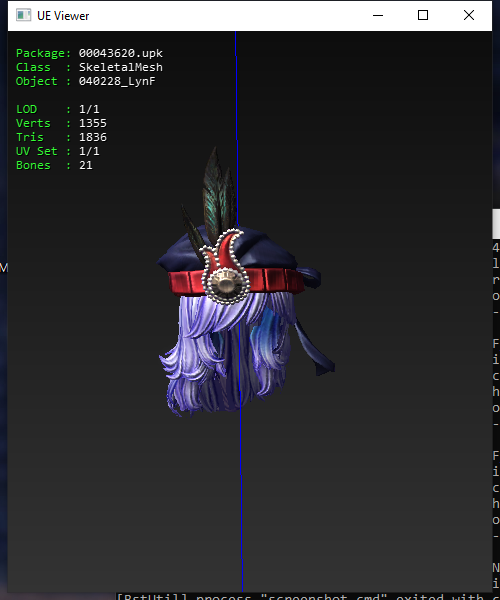 UE Viewer
Package: 00043620.upk
Class  : SkeletalMesh
Object : 040228_LynF
LOD    : 1/1
Verts  : 1355
Tris   : 1836
UV Set : 1/1
Bones  : 21
M
[BstUtil] process "screenshot.cmd" exited with c